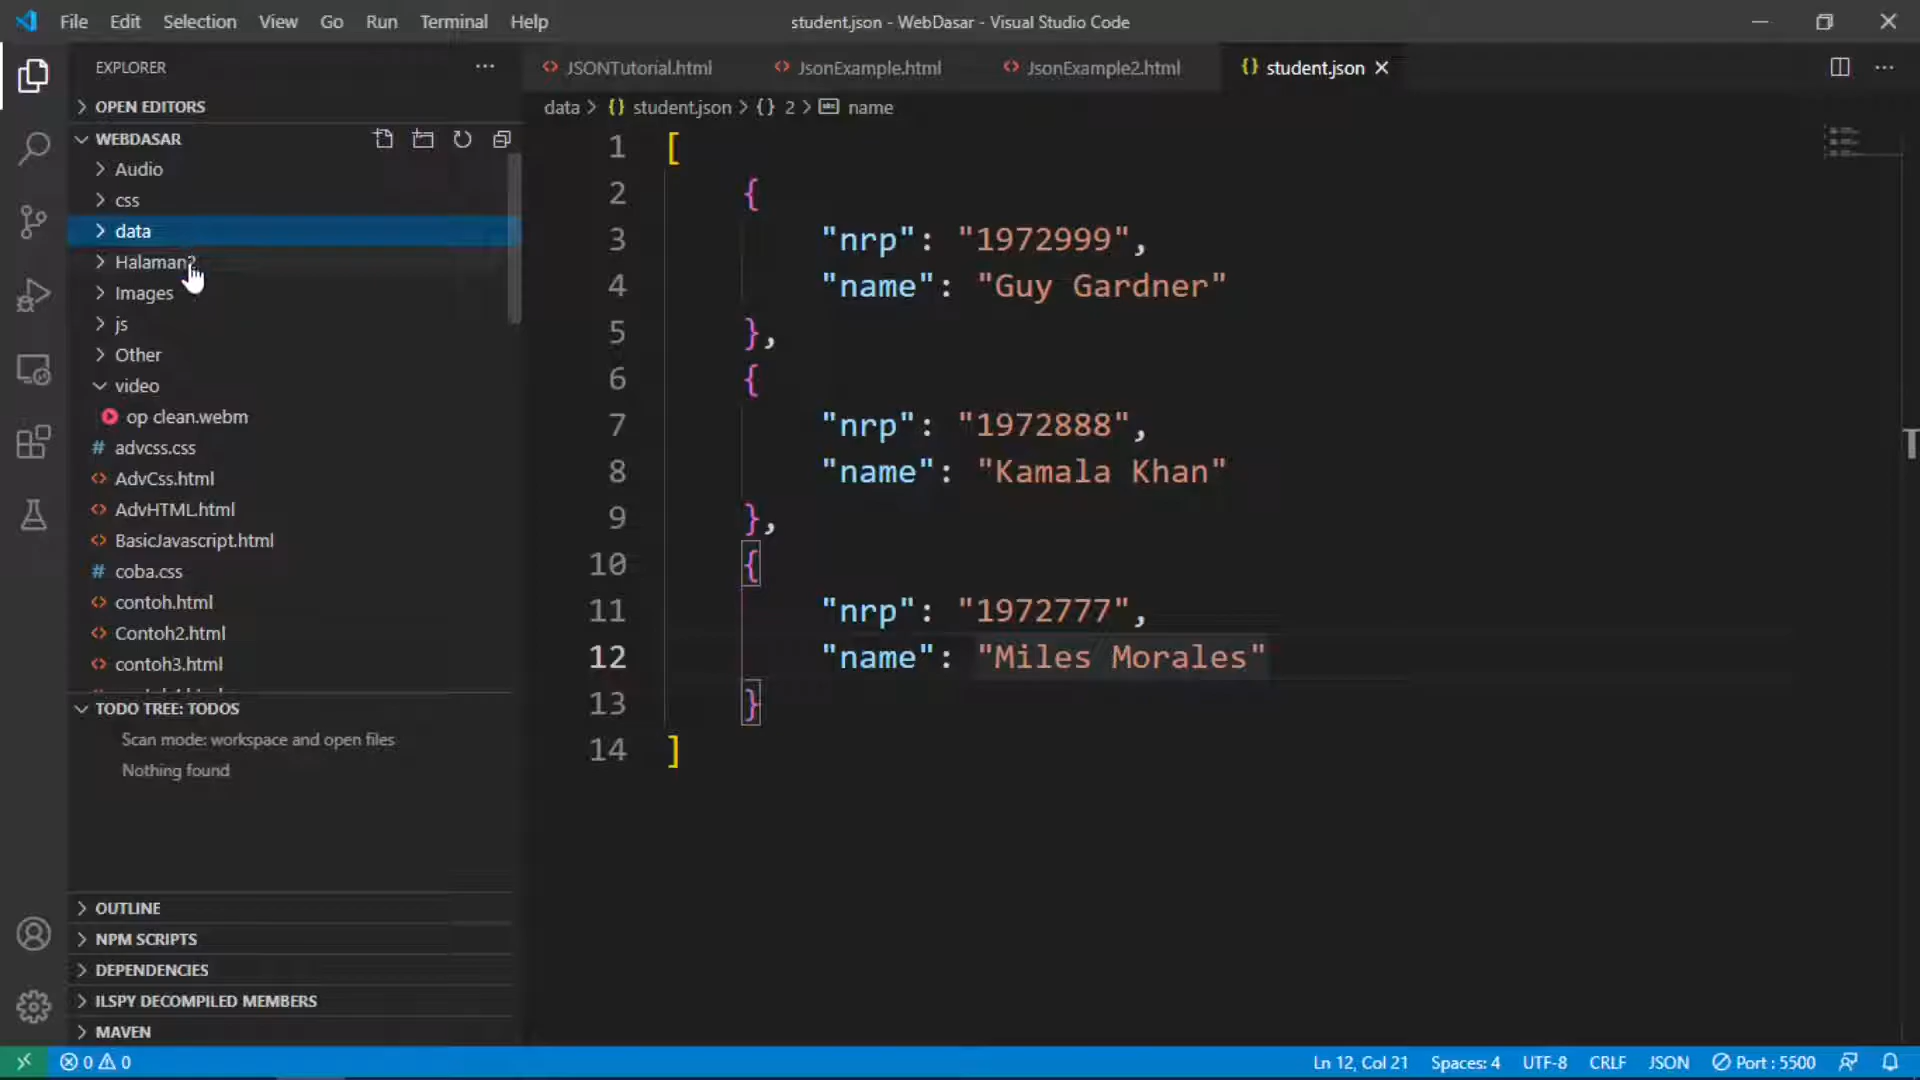 File Edit Selection View Go Run Terminal Help
student.json - WebDasar - Visual Studio Code
EXPLORER
OPEN EDITORS
WEBDASAR
Audio
css
data
Images
js
Other
video
op clean.webm
# advcss.css
<> AdvCss.html
<> AdvHTML.html
<> BasicJavascript.html
# coba.css
<> contoh.html
<> Contoh2.html
<> contoh3.html
TODO TREE: TODOS
Scan mode: workspace and open files
Nothing found
OUTLINE
NPM SCRIPTS
DEPENDENCIES
ILSPY DECOMPILED MEMBERS
MAVEN
<> JSONTutorial.html <> JsonExample.html <> JsonExample2.html {} student.json
data > {} student.json > {} 2 > name
1 [
2 {
3 "nrp": "1972999",
4 "name": "Guy Gardner"
5 },
6 {
7 "nrp": "1972888",
8 "name": "Kamala Khan"
9 },
10 {
11 "nrp": "1972777",
12 "name": "Miles Morales"
13 }
14 ]
0 0
Ln 12, Col 21 Spaces: 4 UTF-8 CRLF JSON Port : 5500